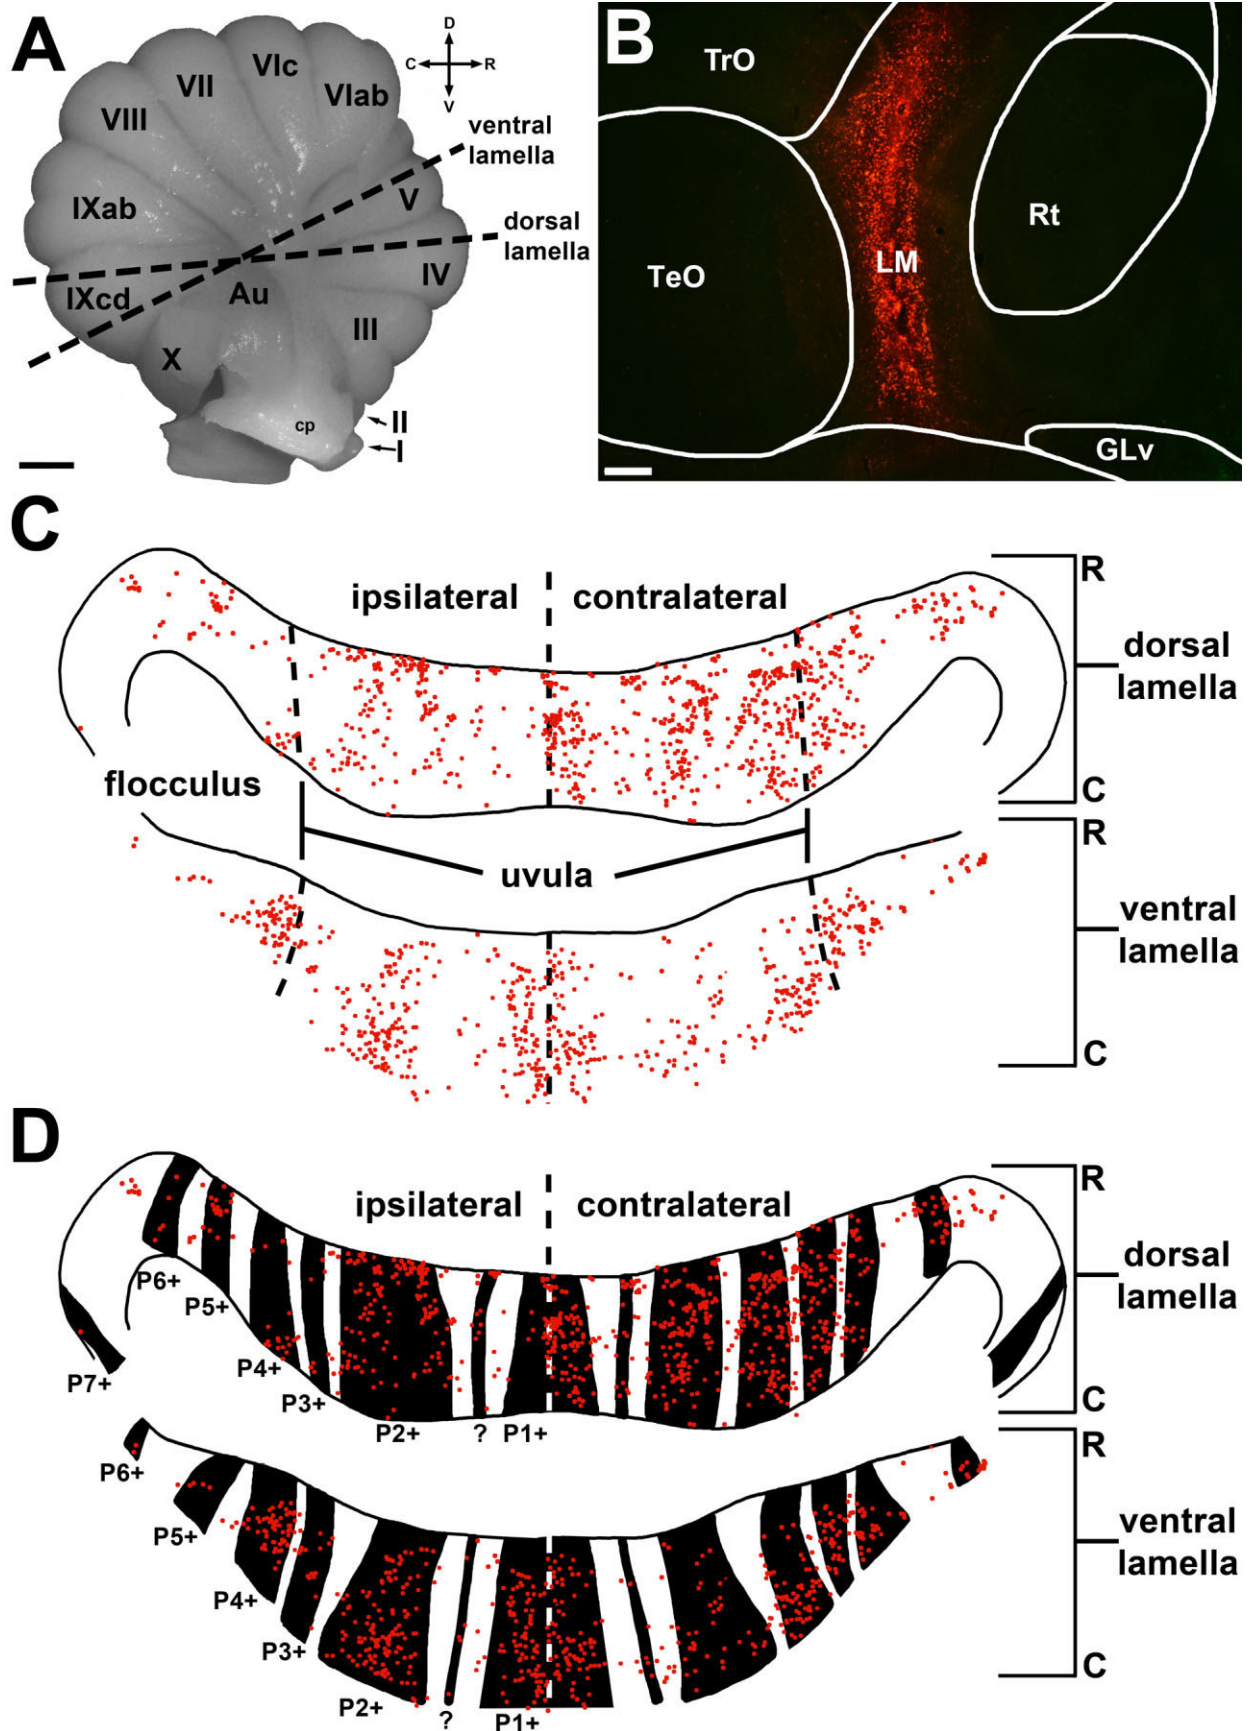 A
D
C R
V
VIc
VII
VIab
VIII
ventral
lamella
IXab
V
dorsal
lamella
IXcd
Au
IV
X
III
cp
II
I
B
TrO
Rt
TeO
LM
GLv
C
ipsilateral contralateral
R
dorsal
lamella
C
flocculus
uvula
R
ventral
lamella
C
D
ipsilateral contralateral
R
dorsal
lamella
C
P6+
P5+
P4+
P7+
P3+
P2+ ? P1+
R
P6+
P5+
ventral
lamella
P4+
P3+
C
P2+
? P1+